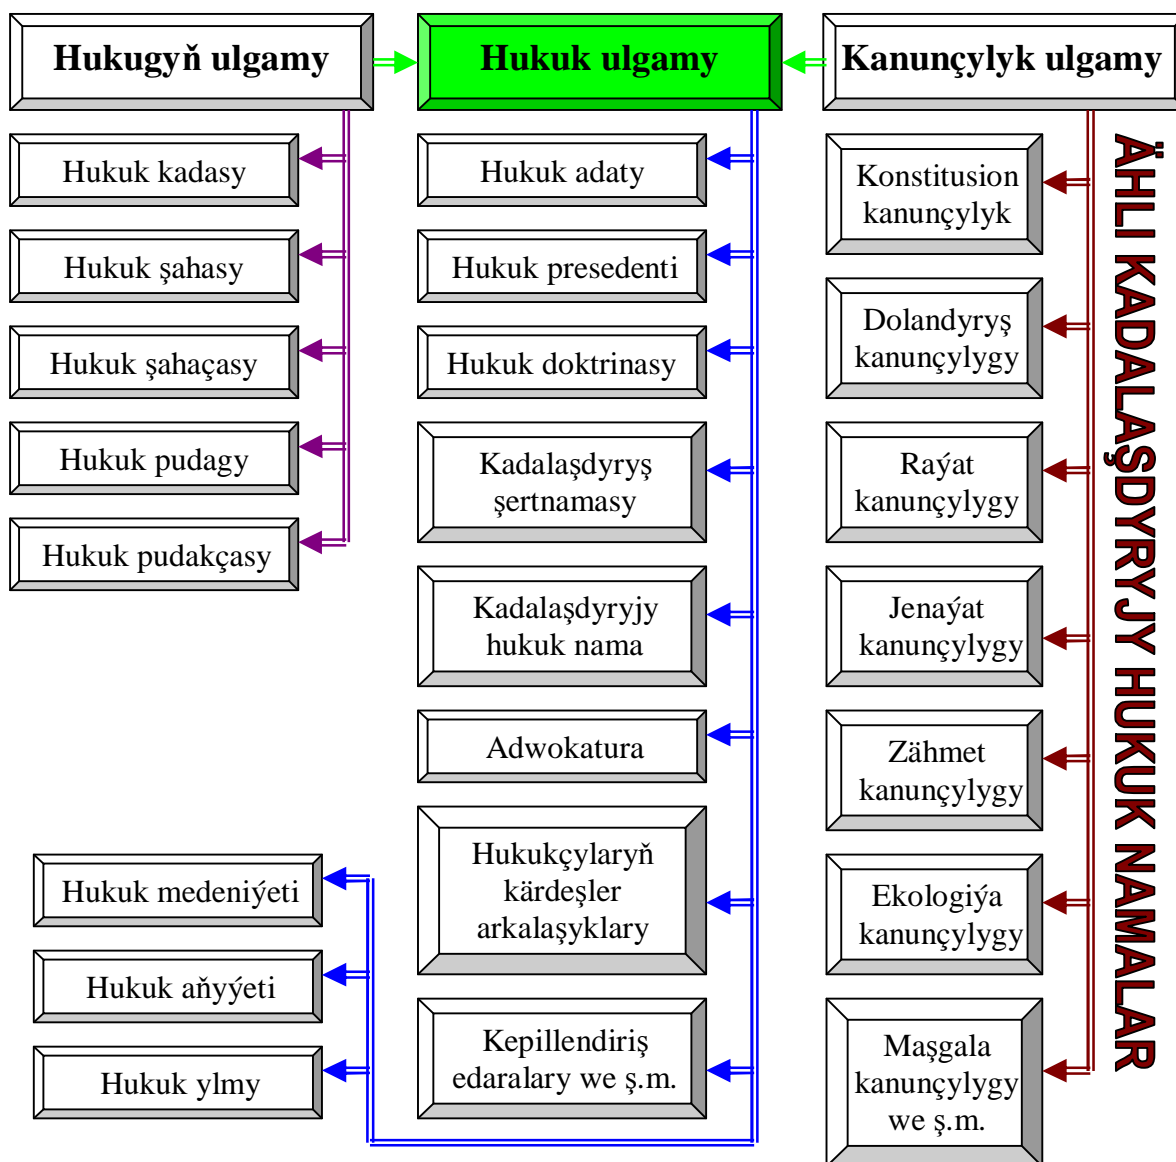 Hukugyň ulgamy
Hukuk kadasy
Hukuk şahasy
Hukuk şahaçasy
Hukuk pudagy
Hukuk pudakçasy
Hukuk ulgamy
Hukuk adaty
Hukuk presedenti
Hukuk doktrinasy
Kadalaşdyryş
şertnamasy
Kadalaşdyryjy
hukuk nama
Adwokatura
Hukukçylaryň
kärdeşler
arkalaşyklary
Kepillendiriş
edaralary we ş.m.
Hukuk medeniýeti
Hukuk aňyýeti
Hukuk ylmy
Kanunçylyk ulgamy
Konstitusion
kanunçylyk
Dolandyryş
kanunçylygy
Raýat
kanunçylygy
Jenaýat
kanunçylygy
Zähmet
kanunçylygy
Ekologiýa
kanunçylygy
Maşgala
kanunçylygy
we ş.m.
ÄHLI KADALAŞDYRYJY HUKUK NAMALAR